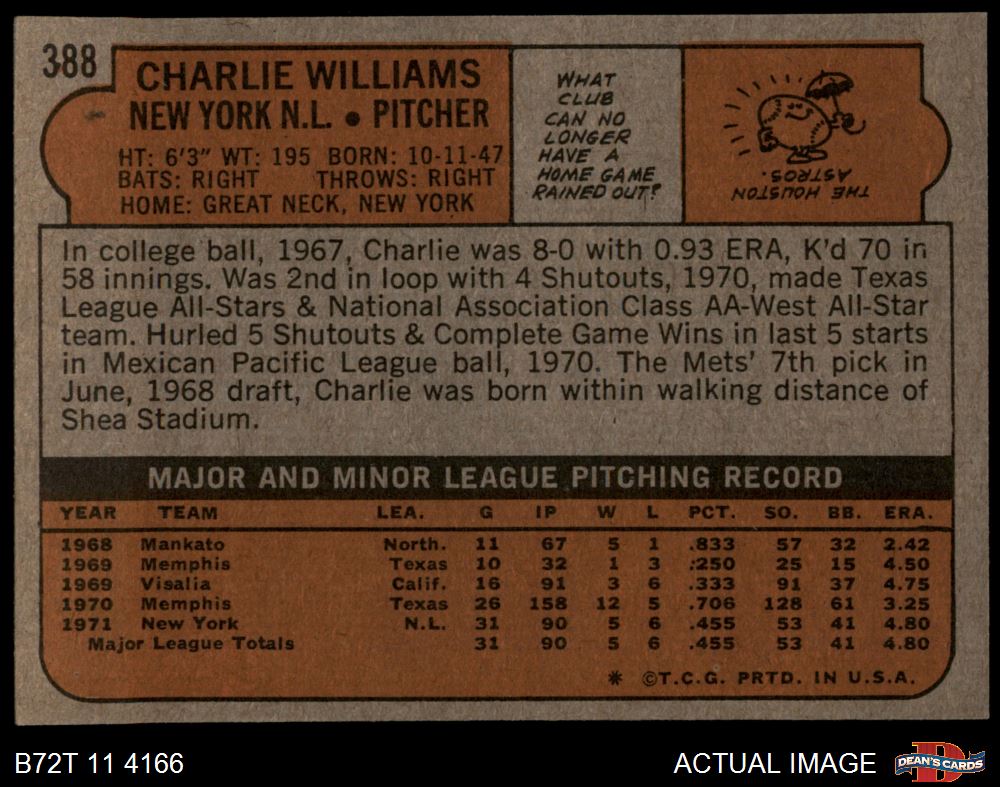 388
CHARLIE WILLIAMS
NEW YORK N.L. • PITCHER
HT: 6'3" WT: 195 BORN: 10-11-47
BATS: RIGHT THROWS: RIGHT
HOME: GREAT NECK, NEW YORK
WHAT
CLUB
CAN NO
LONGER
HAVE A
HOME GAME
RAINED OUT?
THE HOUSTON
ASTROS.
In college ball, 1967, Charlie was 8-0 with 0.93 ERA, K'd 70 in
58 innings. Was 2nd in loop with 4 Shutouts, 1970, made Texas
League All-Stars & National Association Class AA-West All-Star
team. Hurled 5 Shutouts & Complete Game Wins in last 5 starts
in Mexican Pacific League ball, 1970. The Mets' 7th pick in
June, 1968 draft, Charlie was born within walking distance of
Shea Stadium.
MAJOR AND MINOR LEAGUE PITCHING RECORD
YEAR TEAM LEA. G IP W L PCT. SO. BB. ERA.
1968 Mankato North. 11 67 5 1 .833 57 32 2.42
1969 Memphis Texas 10 32 1 3 .250 25 15 4.50
1969 Visalia Calif. 16 91 3 6 .333 91 37 4.75
1970 Memphis Texas 26 158 12 5 .706 128 61 3.25
1971 New York N.L. 31 90 5 6 .455 53 41 4.80
Major League Totals 31 90 5 6 .455 53 41 4.80
* ©T.C.G. PRTD. IN U.S.A.
B72T 11 4166
ACTUAL IMAGE
D
DEAN'S CARDS